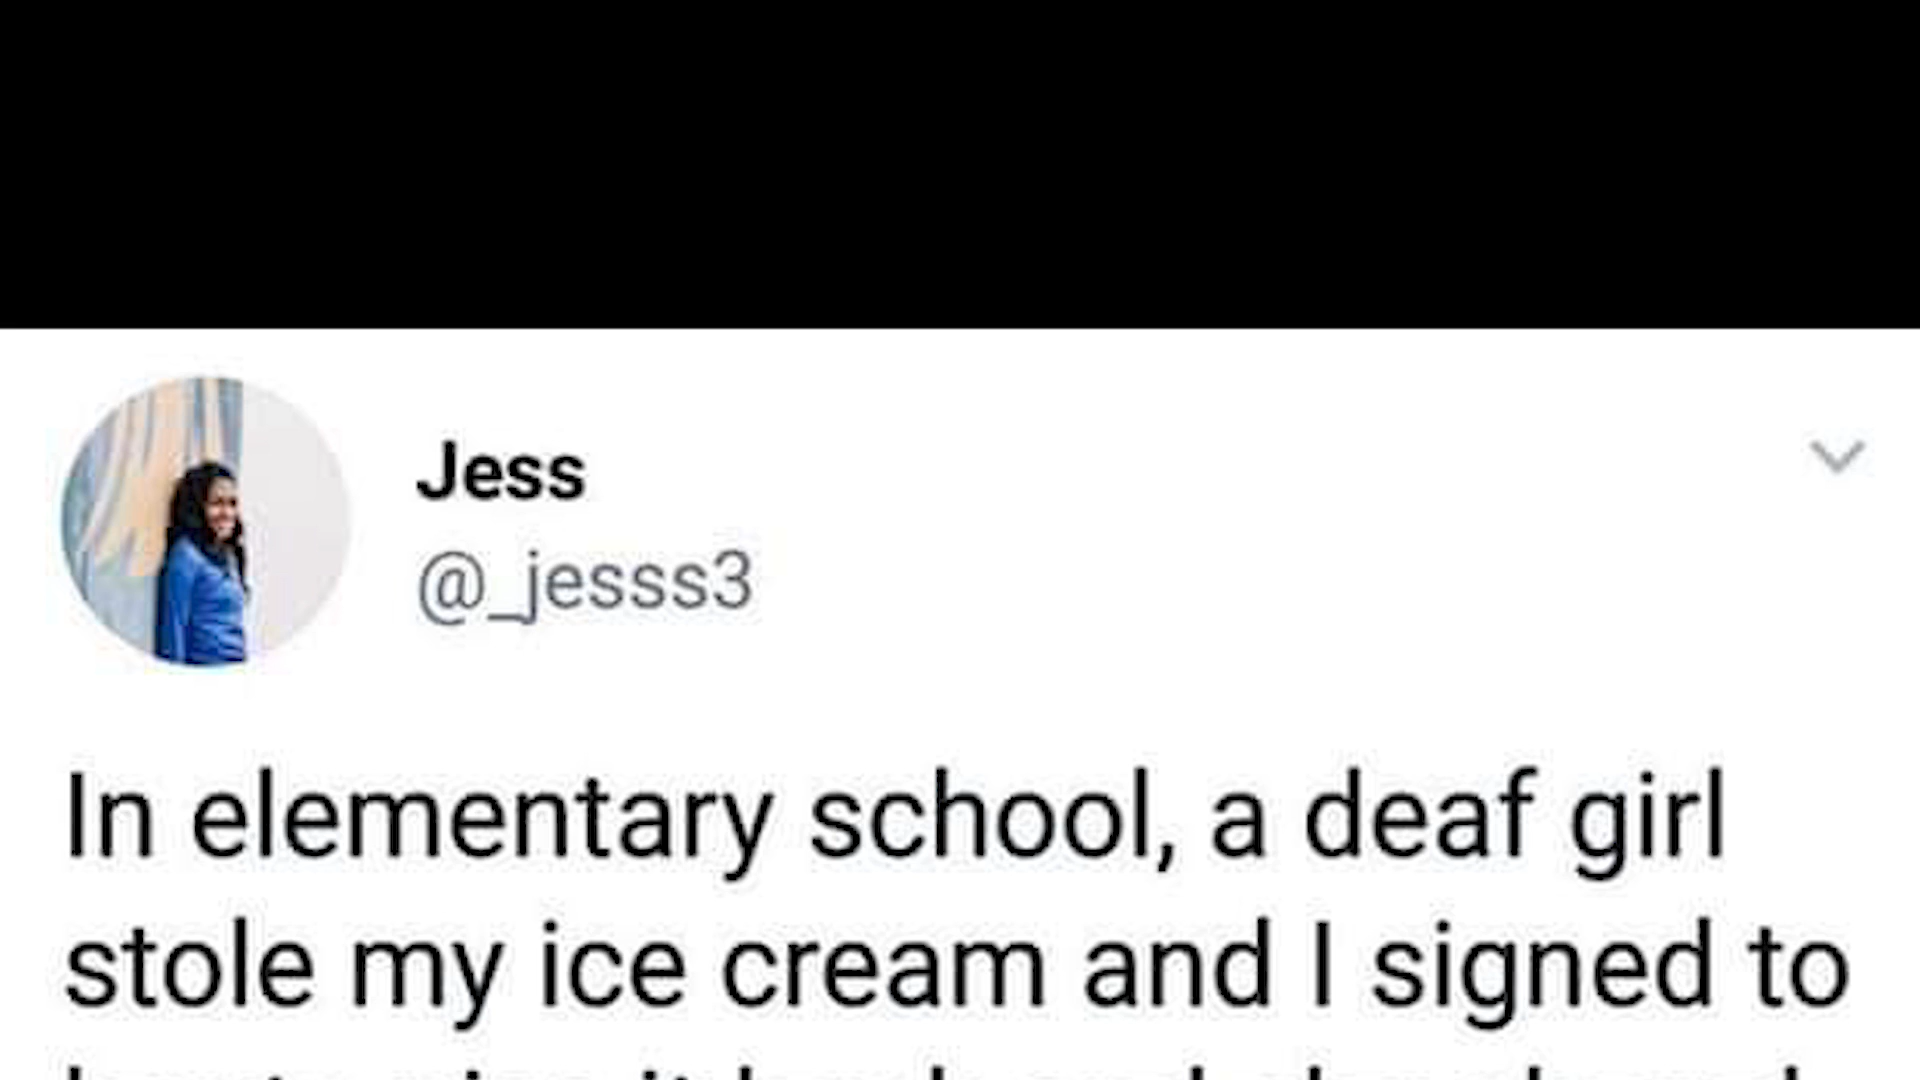 Jess
@_jesss3
In elementary school, a deaf girl
stole my ice cream and I signed to